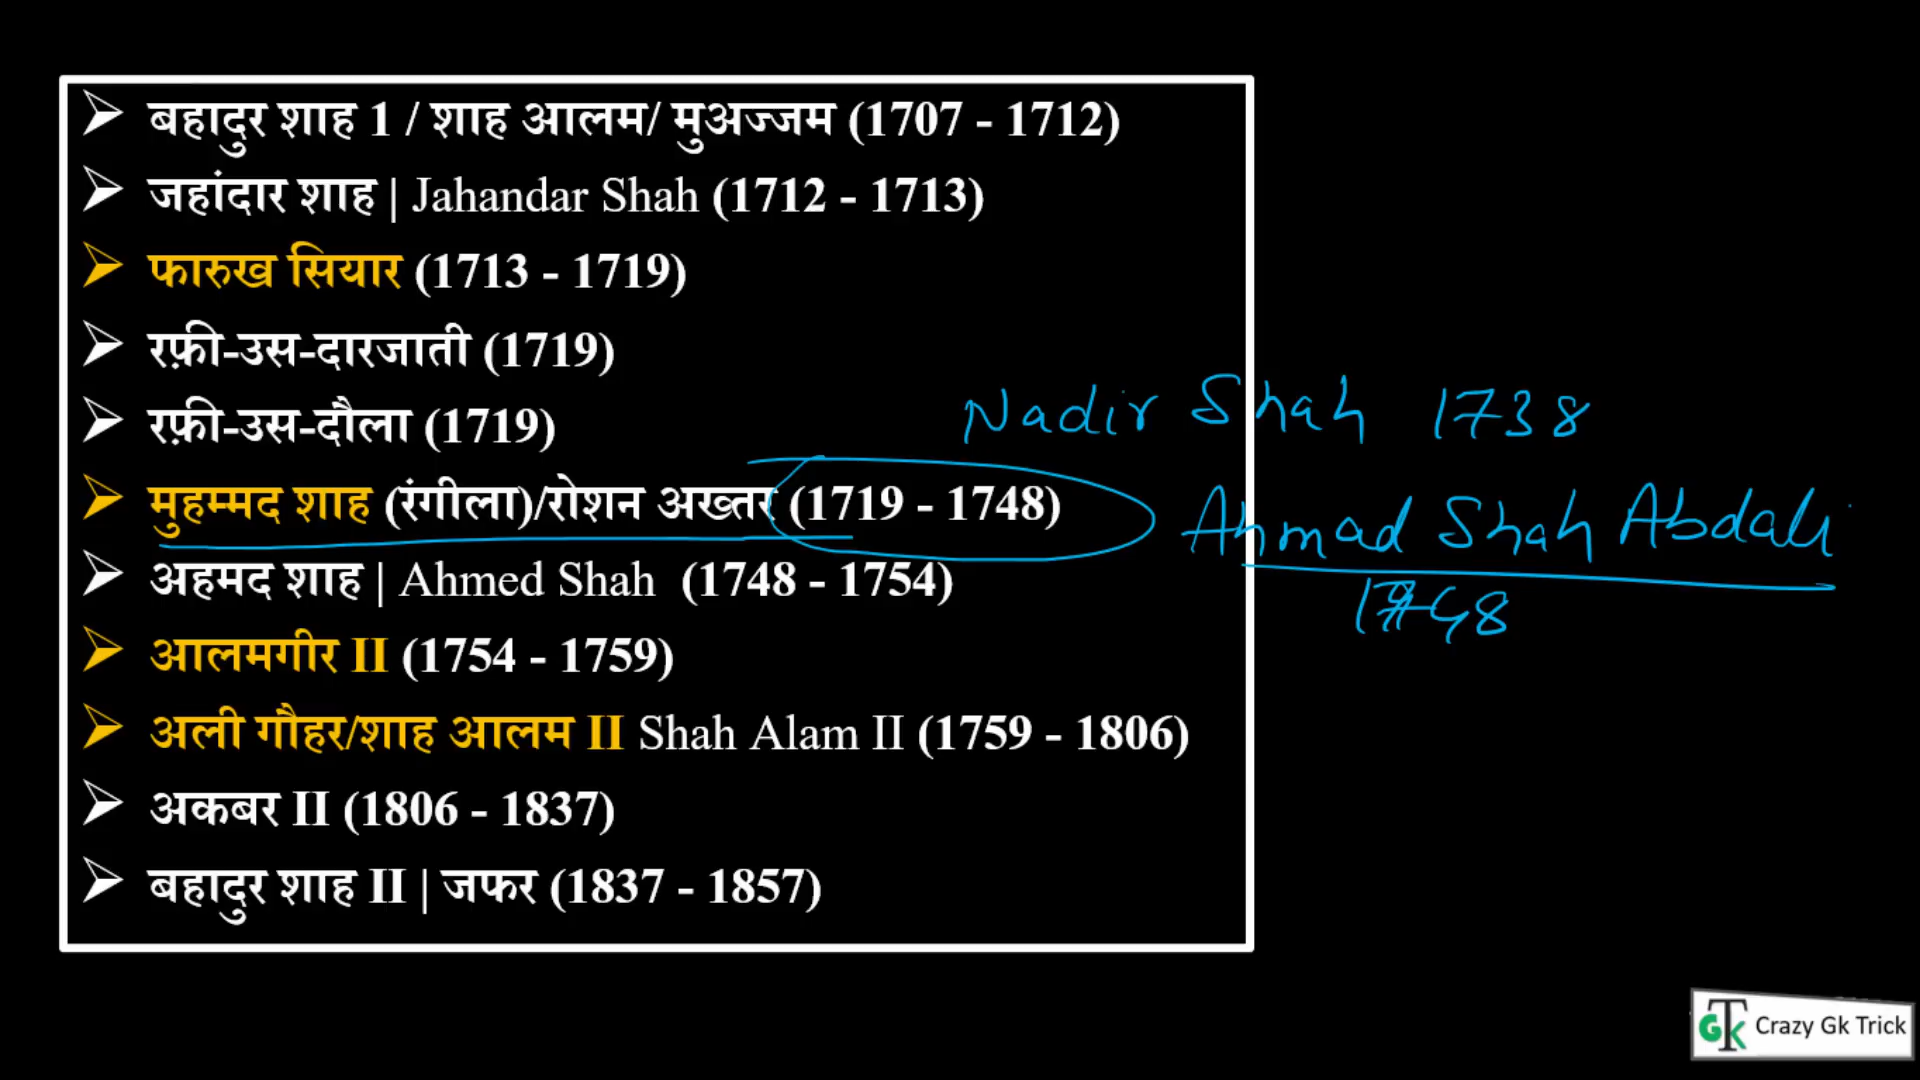 ➢ बहादुर शाह 1 / शाह आलम/ मुअज्जम (1707 - 1712)
➢ जहांदार शाह | Jahandar Shah (1712 - 1713)
➢ फारुख सियार (1713 - 1719)
➢ रफ़ी-उस-दारजाती (1719)
➢ रफ़ी-उस-दौला (1719)
Nadir Shah 1738
➢ मुहम्मद शाह (रंगीला)/रोशन अख्तर (1719 - 1748)
Ahmad Shah Abdali
➢ अहमद शाह | Ahmed Shah (1748 - 1754)
1748
➢ आलमगीर II (1754 - 1759)
➢ अली गौहर/शाह आलम II Shah Alam II (1759 - 1806)
➢ अकबर II (1806 - 1837)
➢ बहादुर शाह II | जफर (1837 - 1857)
GTK Crazy Gk Trick